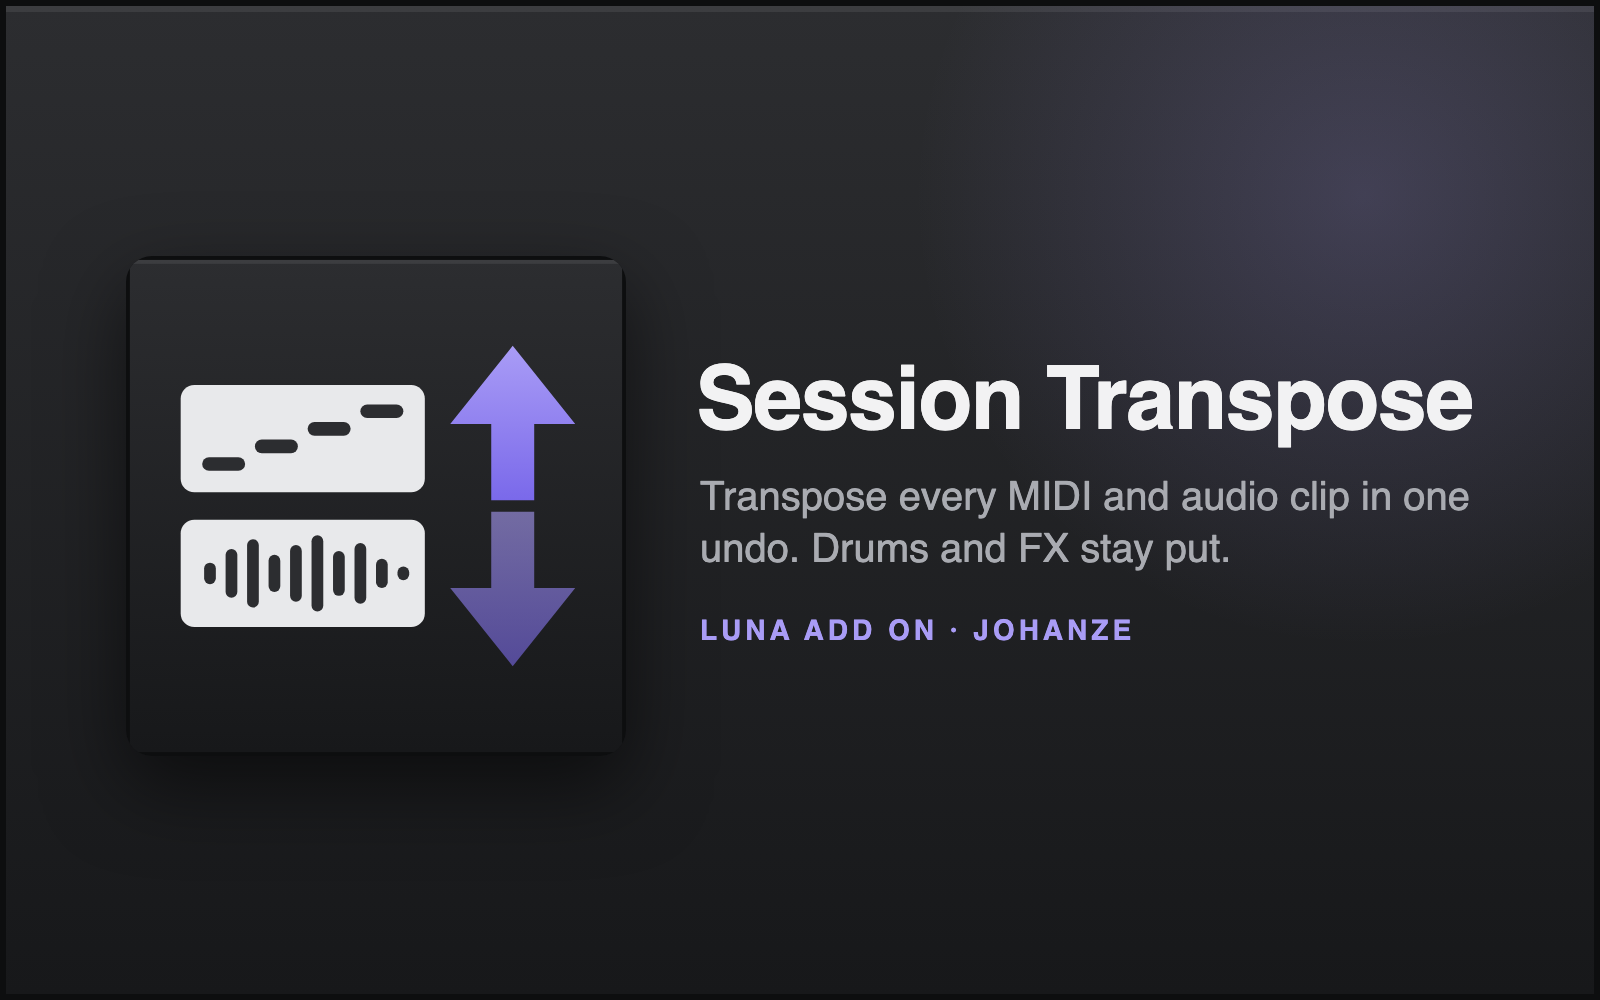 Session Transpose
Transpose every MIDI and audio clip in one
undo. Drums and FX stay put.
LUNA ADD ON · JOHANZE